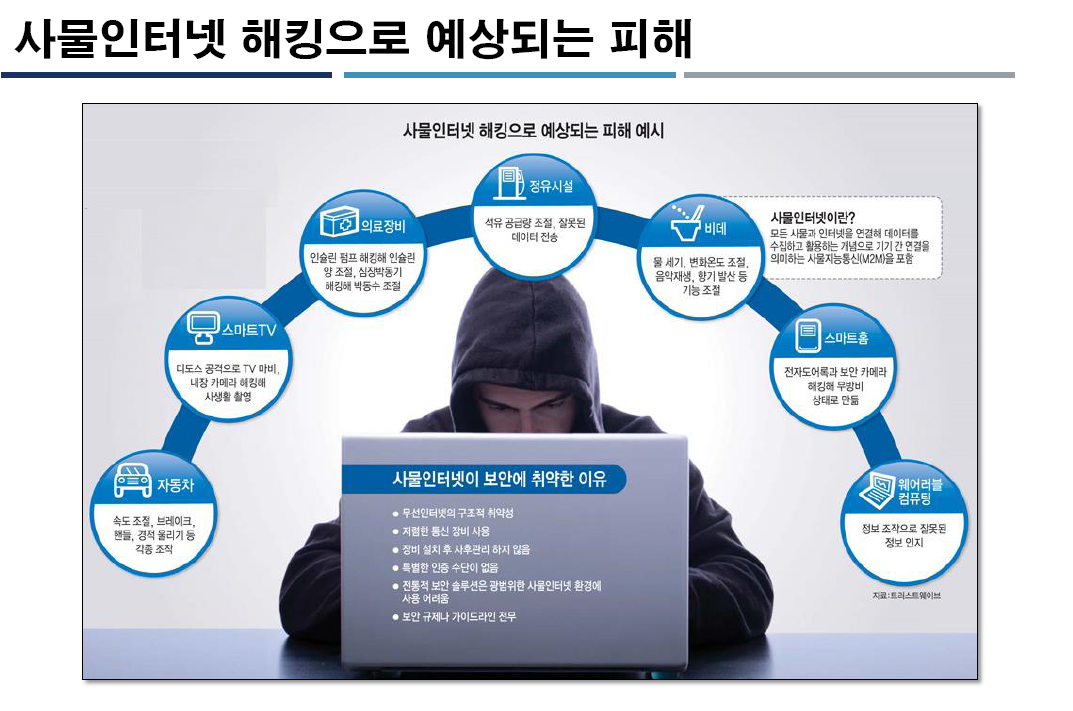 사물인터넷 해킹으로 예상되는 피해
사물인터넷 해킹으로 예상되는 피해 예시
정유시설
석유 공급량 조절, 잘못된
데이터 전송
의료장비
인슐린 펌프 해킹해 인슐린
양 조절, 심장박동기
해킹해 박동수 조절
비데
물 세기, 변화온도 조절,
음악재생, 향기 발산 등
기능 조절
사물인터넷이란?
모든 사물과 인터넷을 연결해 데이터를
수집하고 활용하는 개념으로 기기 간 연결을
의미하는 사물지능통신(M2M)을 포함
스마트TV
디도스 공격으로 TV 마비,
내장 카메라 해킹해
사생활 촬영
스마트홈
전자도어록과 보안 카메라
해킹해 무방비
상태로 만듦
자동차
속도 조절, 브레이크,
핸들, 경적 울리기 등
각종 조작
웨어러블
컴퓨팅
정보 조작으로 잘못된
정보 인지
사물인터넷이 보안에 취약한 이유
● 무선인터넷의 구조적 취약성
● 저렴한 통신 장비 사용
● 장비 설치 후 사후관리 하지 않음
● 특별한 인증 수단이 없음
● 전통적 보안 솔루션은 광범위한 사물인터넷 환경에
사용 어려움
● 보안 규제나 가이드라인 전무
자료:트러스트웨이브